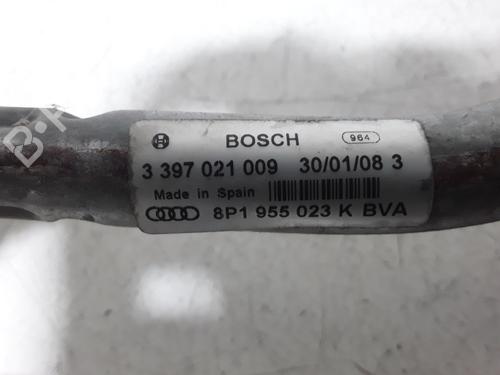 BOSCH 964
3 397 021 009 30/01/08 3
Made in Spain
8P1 955 023 K BVA